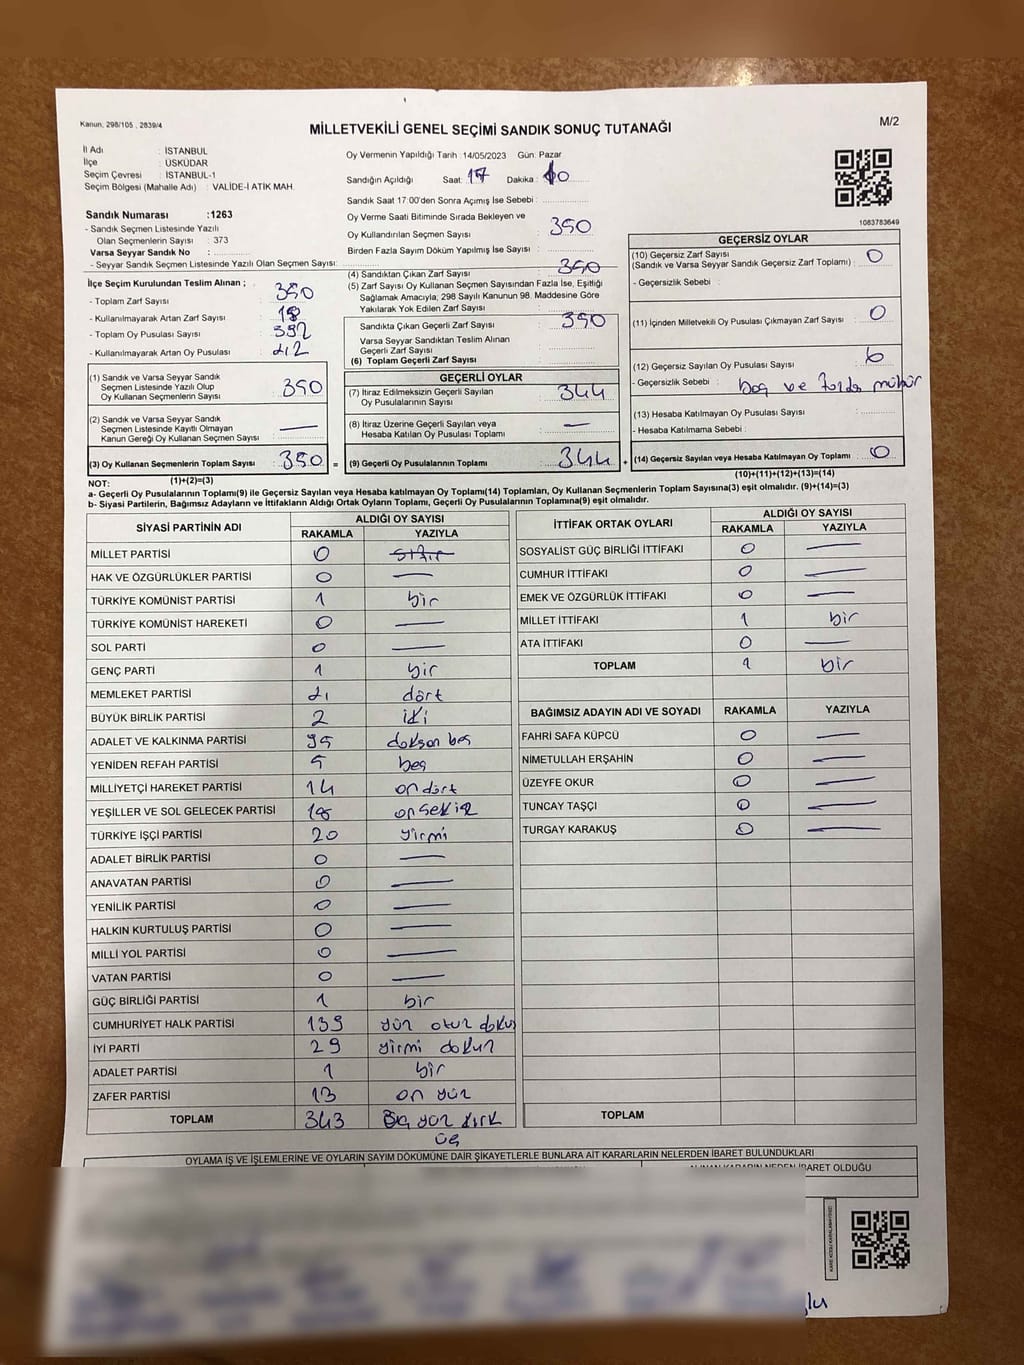 Kanun, 298/105 , 2839/4
MİLLETVEKİLİ GENEL SEÇİMİ SANDIK SONUÇ TUTANAĞI
M/2
İl Adı : İSTANBUL
İlçe : ÜSKÜDAR
Seçim Çevresi : İSTANBUL-1
Seçim Bölgesi (Mahalle Adı) : VALİDE-İ ATİK MAH.
Sandık Numarası :1263
- Sandık Seçmen Listesinde Yazılı
Olan Seçmenlerin Sayısı : 373
Varsa Seyyar Sandık No :
- Seyyar Sandık Seçmen Listesinde Yazılı Olan Seçmen Sayısı:
Oy Vermenin Yapıldığı Tarih :14/05/2023 Gün: Pazar
Sandığın Açıldığı Saat: 17 Dakika :
Sandık Saat 17:00'den Sonra Açımış İse Sebebi :
Oy Verme Saati Bitiminde Sırada Bekleyen ve
Oy Kullandırılan Seçmen Sayısı : 350
Birden Fazla Sayım Döküm Yapılmış İse Sayısı :
1083783649
İlçe Seçim Kurulundan Teslim Alınan ;
- Toplam Zarf Sayısı :
- Kullanılmayarak Artan Zarf Sayısı :
- Toplam Oy Pusulası Sayısı :
- Kullanılmayarak Artan Oy Pusulası : 42
(1) Sandık ve Varsa Seyyar Sandık
Seçmen Listesinde Yazılı Olup
Oy Kullanan Seçmenlerin Sayısı : 350
(2) Sandık ve Varsa Seyyar Sandık
Seçmen Listesinde Kayıtlı Olmayan
Kanun Gereği Oy Kullanan Seçmen Sayısı : —
(3) Oy Kullanan Seçmenlerin Toplam Sayısı : 350 =
(1)+(2)=(3)
(4) Sandıktan Çıkan Zarf Sayısı : 350
(5) Zarf Sayısı Oy Kullanan Seçmen Sayısından Fazla İse, Eşitliği
Sağlamak Amacıyla, 298 Sayılı Kanunun 98. Maddesine Göre
Yakılarak Yok Edilen Zarf Sayısı :
Sandıkta Çıkan Geçerli Zarf Sayısı : 350
Varsa Seyyar Sandıktan Teslim Alınan
Geçerli Zarf Sayısı :
(6) Toplam Geçerli Zarf Sayısı :
GEÇERLİ OYLAR
(7) İtiraz Edilmeksizin Geçerli Sayılan
Oy Pusulalarının Sayısı : 344
(8) İtiraz Üzerine Geçerli Sayılan veya
Hesaba Katılan Oy Pusulası Toplamı : —
(9) Geçerli Oy Pusulalarının Toplamı : 344 +
GEÇERSİZ OYLAR
(10) Geçersiz Zarf Sayısı : 0
(Sandık ve Varsa Seyyar Sandık Geçersiz Zarf Toplamı)
- Geçersizlik Sebebi :
(11) İçinden Milletvekili Oy Pusulası Çıkmayan Zarf Sayısı : 0
(12) Geçersiz Sayılan Oy Pusulası Sayısı : 6
- Geçersizlik Sebebi : boş ve fazla mühür
(13) Hesaba Katılmayan Oy Pusulası Sayısı :
- Hesaba Katılmama Sebebi :
(14) Geçersiz Sayılan veya Hesaba Katılmayan Oy Toplamı : 0
(10)+(11)+(12)+(13)=(14)
NOT:
a- Geçerli Oy Pusulalarının Toplamı(9) ile Geçersiz Sayılan veya Hesaba katılmayan Oy Toplamı(14) Toplamları, Oy Kullanan Seçmenlerin Toplam Sayısına(3) eşit olmalıdır. (9)+(14)=(3)
b- Siyasi Partilerin, Bağımsız Adayların ve İttifakların Aldığı Ortak Oyların Toplamı, Geçerli Oy Pusulalarının Toplamına(9) eşit olmalıdır.
SİYASİ PARTİNİN ADI ALDIĞI OY SAYISI
RAKAMLA YAZIYLA
MİLLET PARTİSİ 0 sıfır
HAK VE ÖZGÜRLÜKLER PARTİSİ 0 —
TÜRKİYE KOMÜNİST PARTİSİ 1 bir
TÜRKİYE KOMÜNİST HAREKETİ 0 —
SOL PARTİ 0 —
GENÇ PARTİ 1 bir
MEMLEKET PARTİSİ 4 dört
BÜYÜK BİRLİK PARTİSİ 2 iki
ADALET VE KALKINMA PARTİSİ 95 doksan beş
YENİDEN REFAH PARTİSİ 5 beş
MİLLİYETÇİ HAREKET PARTİSİ 14 on dört
YEŞİLLER VE SOL GELECEK PARTİSİ 18 on sekiz
TÜRKİYE İŞÇİ PARTİSİ 20 yirmi
ADALET BİRLİK PARTİSİ 0 —
ANAVATAN PARTİSİ 0 —
YENİLİK PARTİSİ 0 —
HALKIN KURTULUŞ PARTİSİ 0 —
MİLLİ YOL PARTİSİ 0 —
VATAN PARTİSİ 0 —
GÜÇ BİRLİĞİ PARTİSİ 1 bir
CUMHURİYET HALK PARTİSİ 139 yüz otuz dokuz
İYİ PARTİ 29 yirmi dokuz
ADALET PARTİSİ 1 bir
ZAFER PARTİSİ 13 on
TOPLAM 343 Üç yüz kırk
üç
İTTİFAK ORTAK OYLARI ALDIĞI OY SAYISI
RAKAMLA YAZIYLA
SOSYALİST GÜÇ BİRLİĞİ İTTİFAKI 0 —
CUMHUR İTTİFAKI 0 —
EMEK VE ÖZGÜRLÜK İTTİFAKI 0 —
MİLLET İTTİFAKI 1 bir
ATA İTTİFAKI 0 —
TOPLAM 1 bir
BAĞIMSIZ ADAYIN ADI VE SOYADI RAKAMLA YAZIYLA
FAHRİ SAFA KÜPCÜ 0 —
NİMETULLAH ERŞAHİN 0 —
ÜZEYFE OKUR 0 —
TUNCAY TAŞÇI 0 —
TURGAY KARAKUŞ 0 —
TOPLAM
OYLAMA İŞ VE İŞLEMLERİNE VE OYLARIN SAYIM DÖKÜMÜNE DAİR ŞİKAYETLERLE BUNLARA AİT KARARLARIN NELERDEN İBARET BULUNDUKLARI
ALINAN KARARIN NEDEN İBARET OLDUĞU